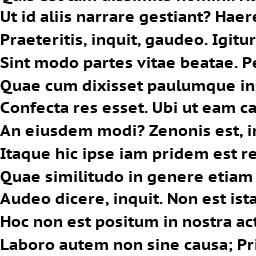 Ut id aliis narrare gestiant? Haere
Praeteritis, inquit, gaudeo. Igitur
Sint modo partes vitae beatae. Pe
Quae cum dixisset paulumque in
Confecta res esset. Ubi ut eam ca
An eiusdem modi? Zenonis est, i
Itaque hic ipse iam pridem est re
Quae similitudo in genere etiam
Audeo dicere, inquit. Non est ista
Hoc non est positum in nostra act
Laboro autem non sine causa; Pri